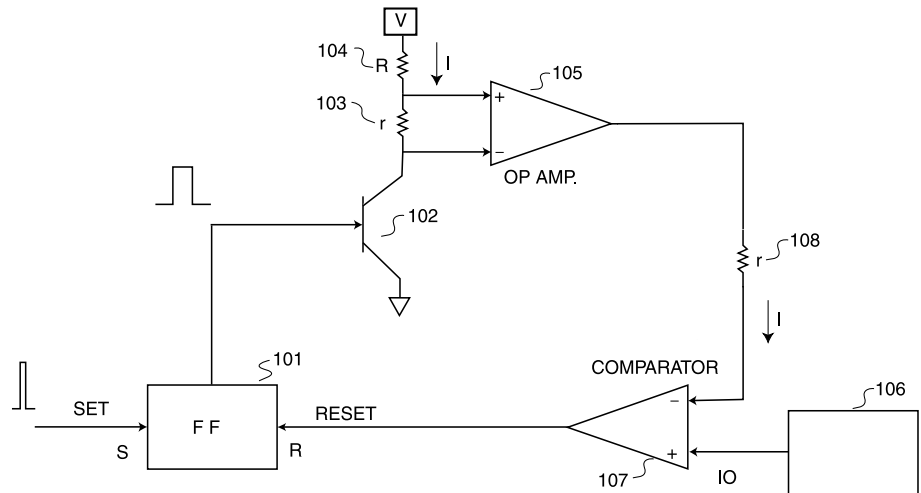 V
104
R
I
105
+
103
r
−
OP AMP.
102
108
r
I
101
COMPARATOR
106
SET
RESET
−
F F
S
R
+
107
IO